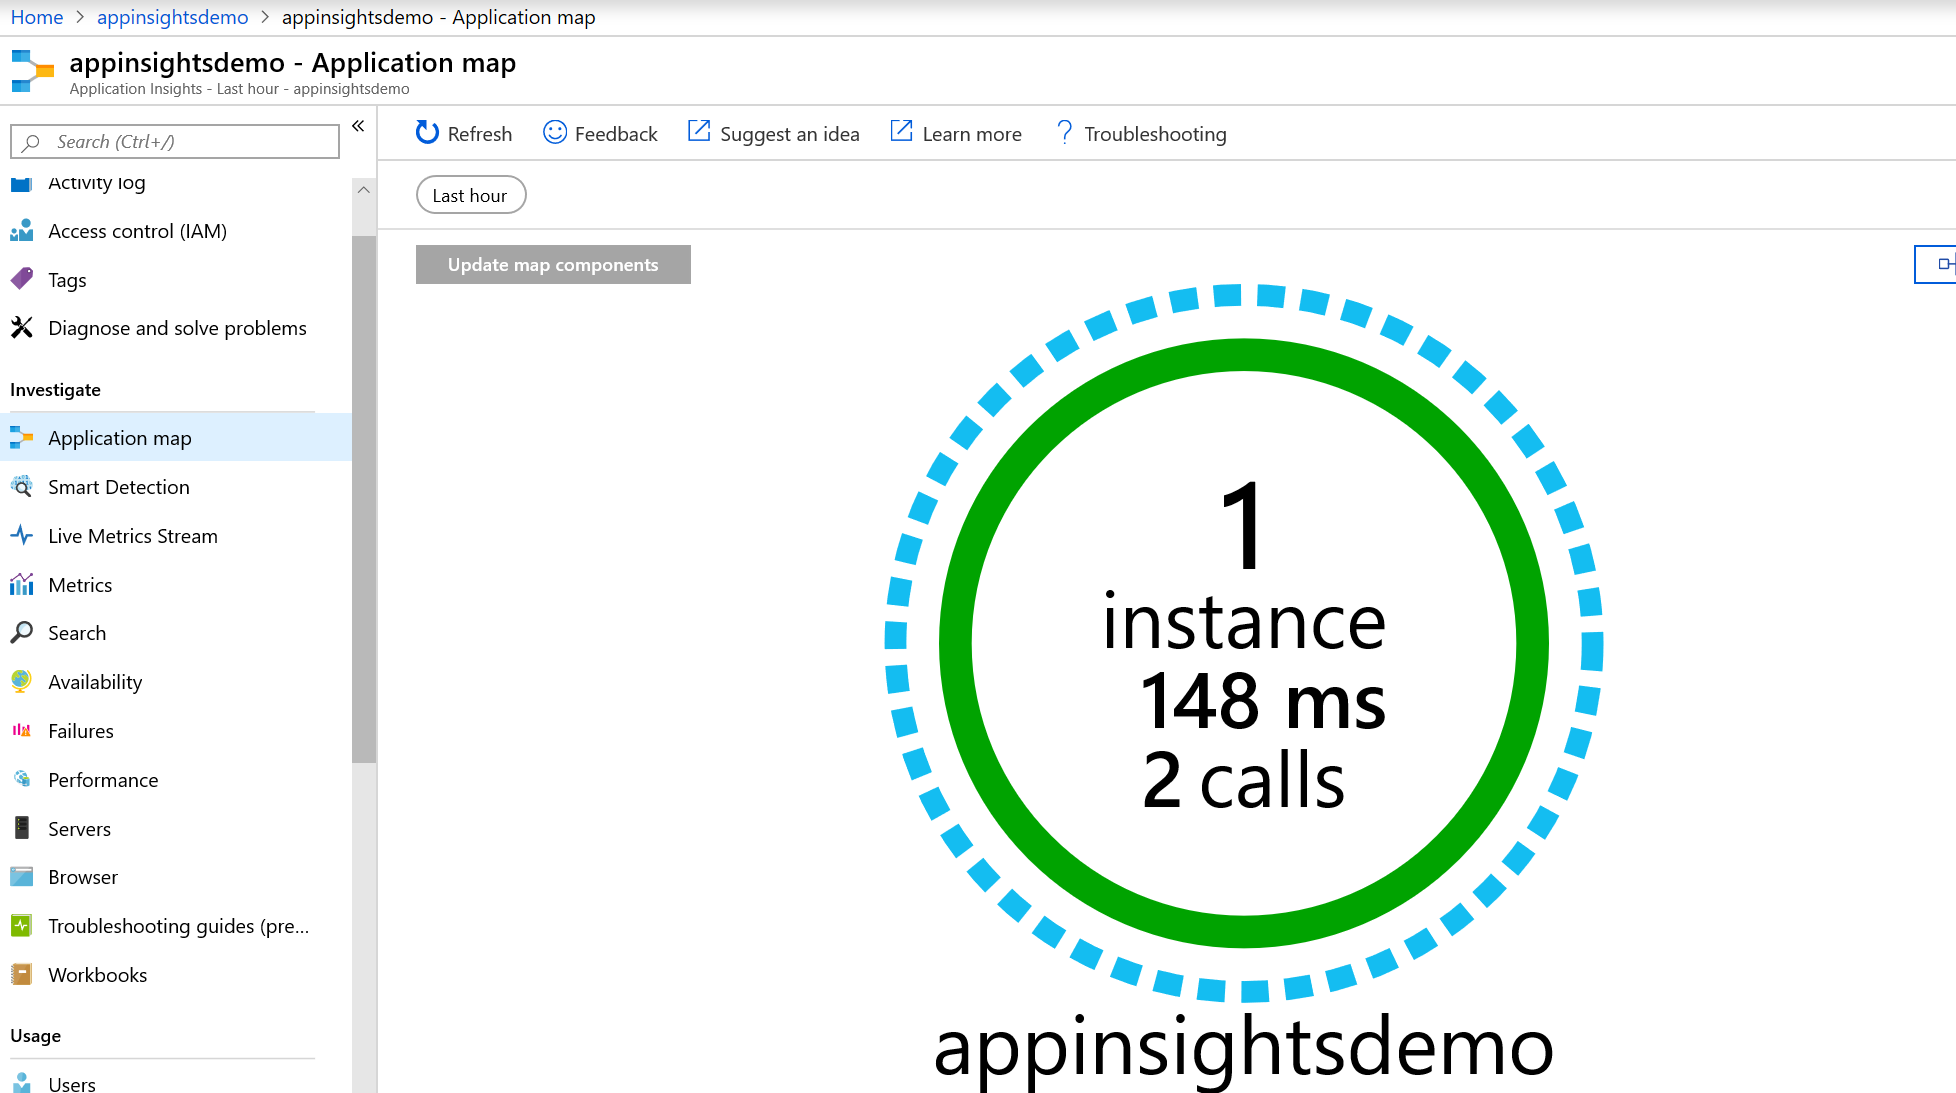 Home > appinsightsdemo > appinsightsdemo - Application map
appinsightsdemo - Application map
Application Insights - Last hour - appinsightsdemo
Search (Ctrl+/)
«
Refresh
Feedback
Suggest an idea
Learn more
? Troubleshooting
Activity log
Access control (IAM)
Tags
Diagnose and solve problems
Investigate
Application map
Smart Detection
Live Metrics Stream
Metrics
Search
Availability
Failures
Performance
Servers
Browser
Troubleshooting guides (pre...
Workbooks
Usage
Users
Last hour
Update map components
1
instance
148 ms
2 calls
appinsightsdemo